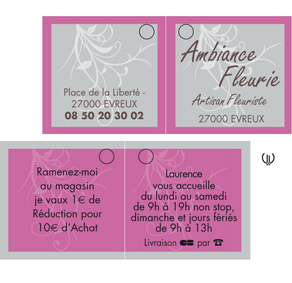 Place de la Liberté -
27000 EVREUX
08 50 20 30 02
Ambiance
Fleurie
Artisan Fleuriste
27000 EVREUX
Ramenez-moi
au magasin
je vaux 1€ de
Réduction pour
10€ d'Achat
Laurence
vous accueille
du lundi au samedi
de 9h à 19h non stop,
dimanche et jours fériés
de 9h à 13h
Livraison par